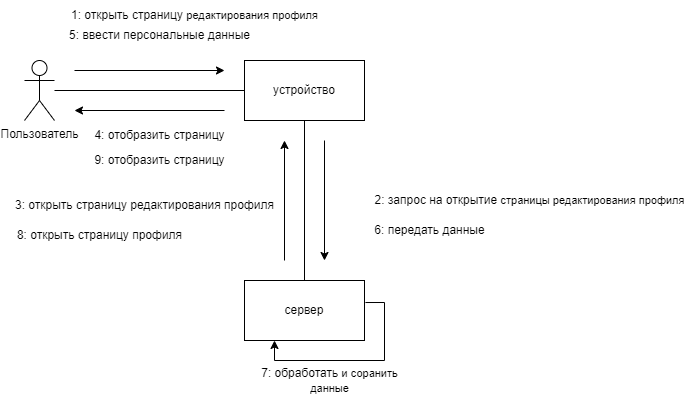 1: открыть страницу редактирования профиля
5: ввести персональные данные
устройство
Пользователь
4: отобразить страницу
9: отобразить страницу
3: открыть страницу редактирования профиля
8: открыть страницу профиля
2: запрос на открытие страницы редактирования профиля
6: передать данные
сервер
7: обработать и соранить
данные